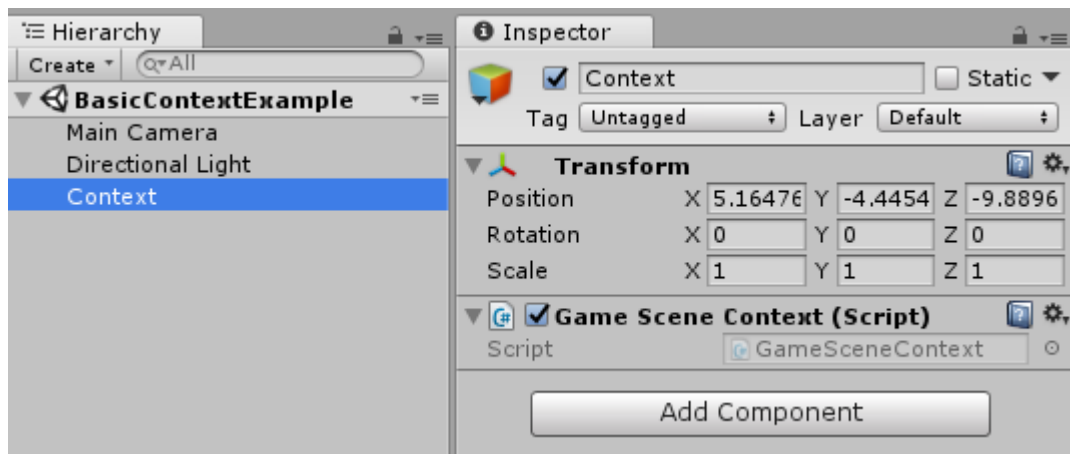 Hierarchy
Create
All
BasicContextExample
Main Camera
Directional Light
Context
Inspector
Context Static
Tag Untagged Layer Default
Transform
Position X 5.16476 Y -4.4454 Z -9.8896
Rotation X 0 Y 0 Z 0
Scale X 1 Y 1 Z 1
Game Scene Context (Script)
Script GameSceneContext
Add Component